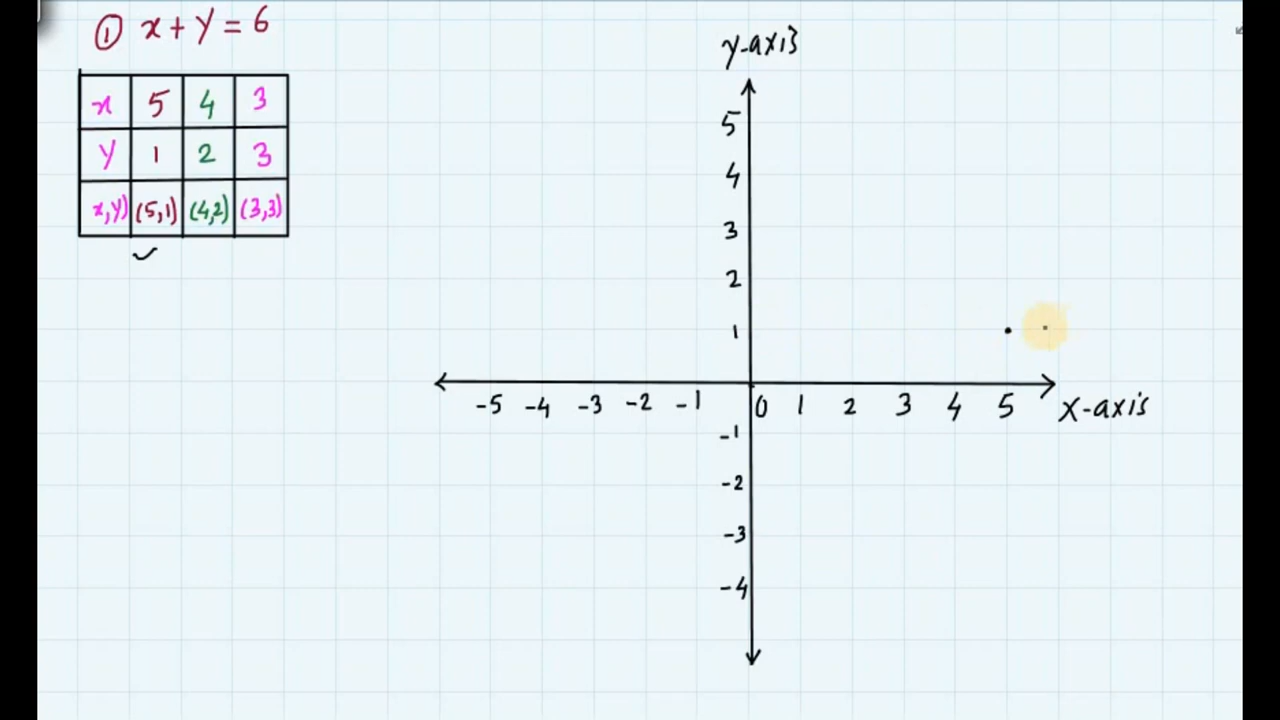 ① x + y = 6
x 5 4 3
y 1 2 3
x,y) (5,1) (4,2) (3,3)
y-axis
5
4
3
2
1
-5 -4 -3 -2 -1 0 1 2 3 4 5 x-axis
-1
-2
-3
-4